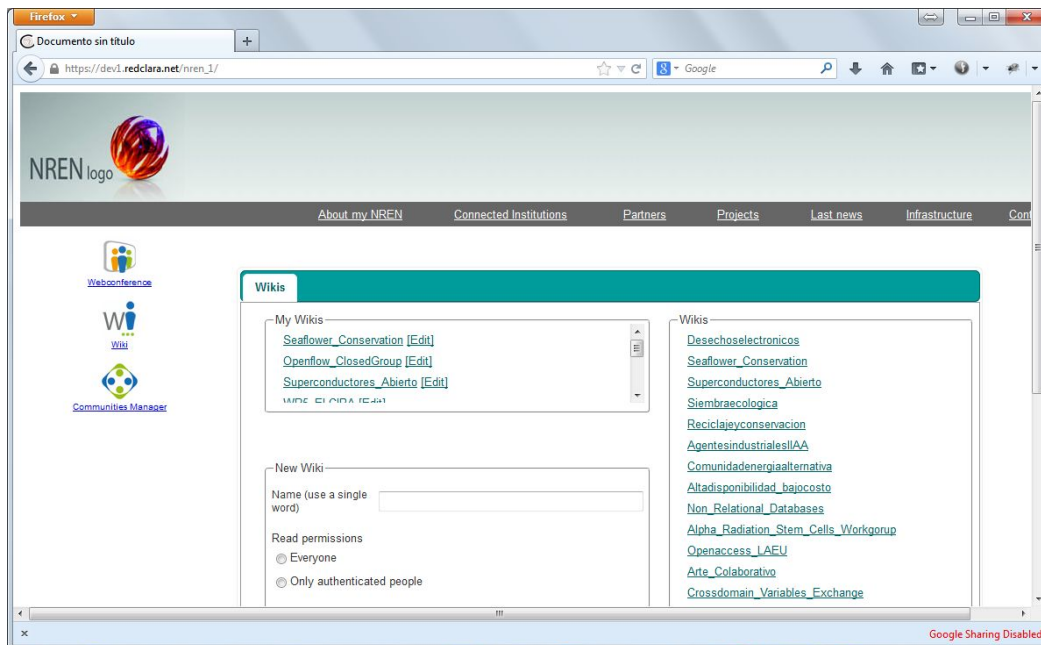 Firefox
Documento sin título
https://dev1.redclara.net/nren_1/
Google
NREN logo
About my NREN Connected Institutions Partners Projects Last news Infrastructure Cont
Webconference
Wiki
Communities Manager
Wikis
My Wikis
Seaflower_Conservation [Edit]
Openflow_ClosedGroup [Edit]
Superconductores_Abierto [Edit]
WP5_ELCIRA [Edit]
New Wiki
Name (use a single
word)
Read permissions
Everyone
Only authenticated people
Wikis
Desechoselectronicos
Seaflower_Conservation
Superconductores_Abierto
Siembraecologica
Reciclajeyconservacion
AgentesindustrialesIIAA
Comunidadenergiaalternativa
Altadisponibilidad_bajocosto
Non_Relational_Databases
Alpha_Radiation_Stem_Cells_Workgorup
Openaccess_LAEU
Arte_Colaborativo
Crossdomain_Variables_Exchange
Google Sharing Disabled